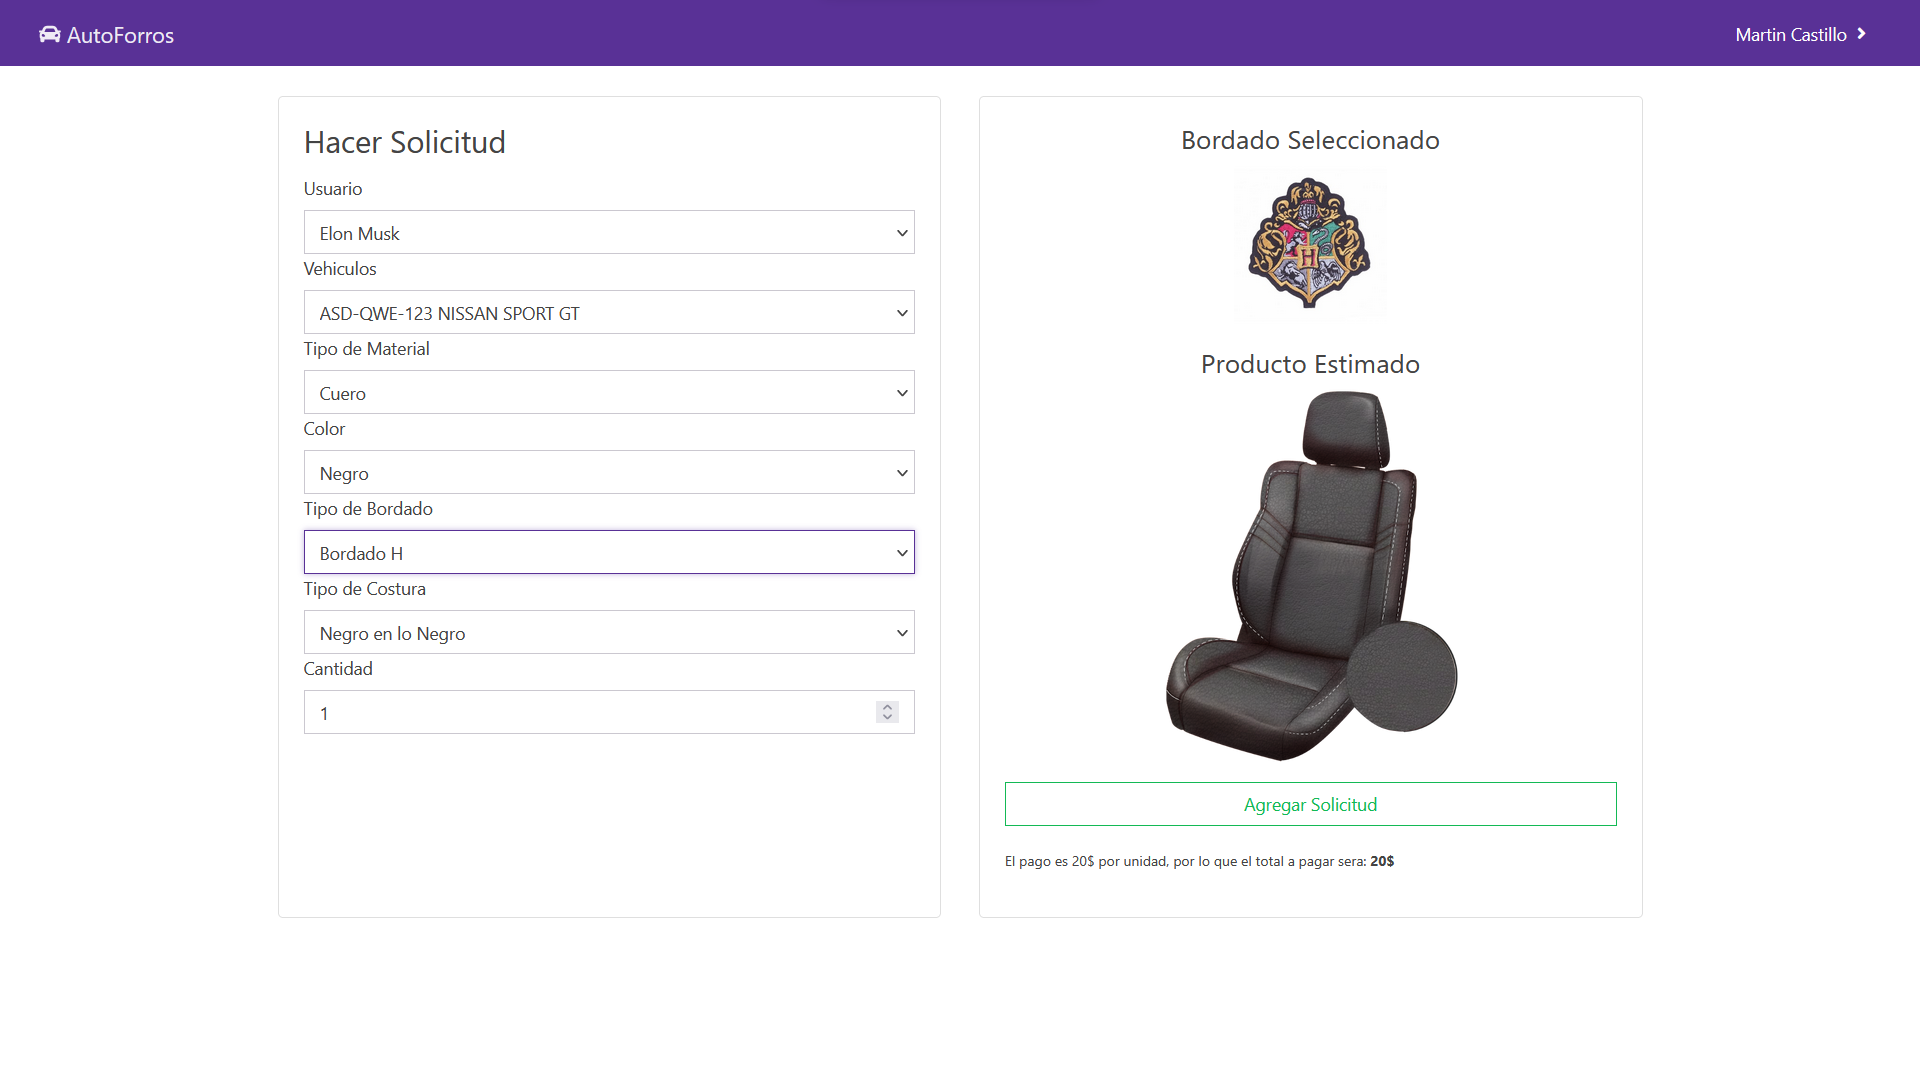 AutoForros
Martin Castillo
Hacer Solicitud
Usuario
Elon Musk
Vehiculos
ASD-QWE-123 NISSAN SPORT GT
Tipo de Material
Cuero
Color
Negro
Tipo de Bordado
Bordado H
Tipo de Costura
Negro en lo Negro
Cantidad
1
Bordado Seleccionado
H
Producto Estimado
Agregar Solicitud
El pago es 20$ por unidad, por lo que el total a pagar sera: 20$